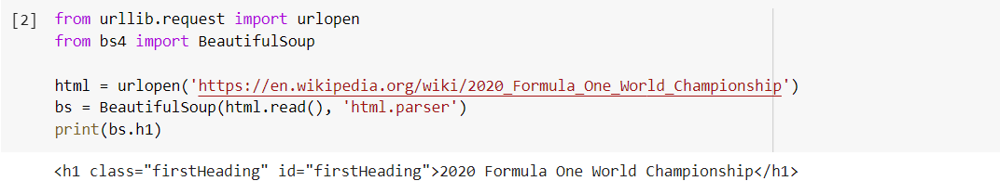 [2] from urllib.request import urlopen
from bs4 import BeautifulSoup
html = urlopen('https://en.wikipedia.org/wiki/2020_Formula_One_World_Championship')
bs = BeautifulSoup(html.read(), 'html.parser')
print(bs.h1)
<h1 class="firstHeading" id="firstHeading">2020 Formula One World Championship</h1>